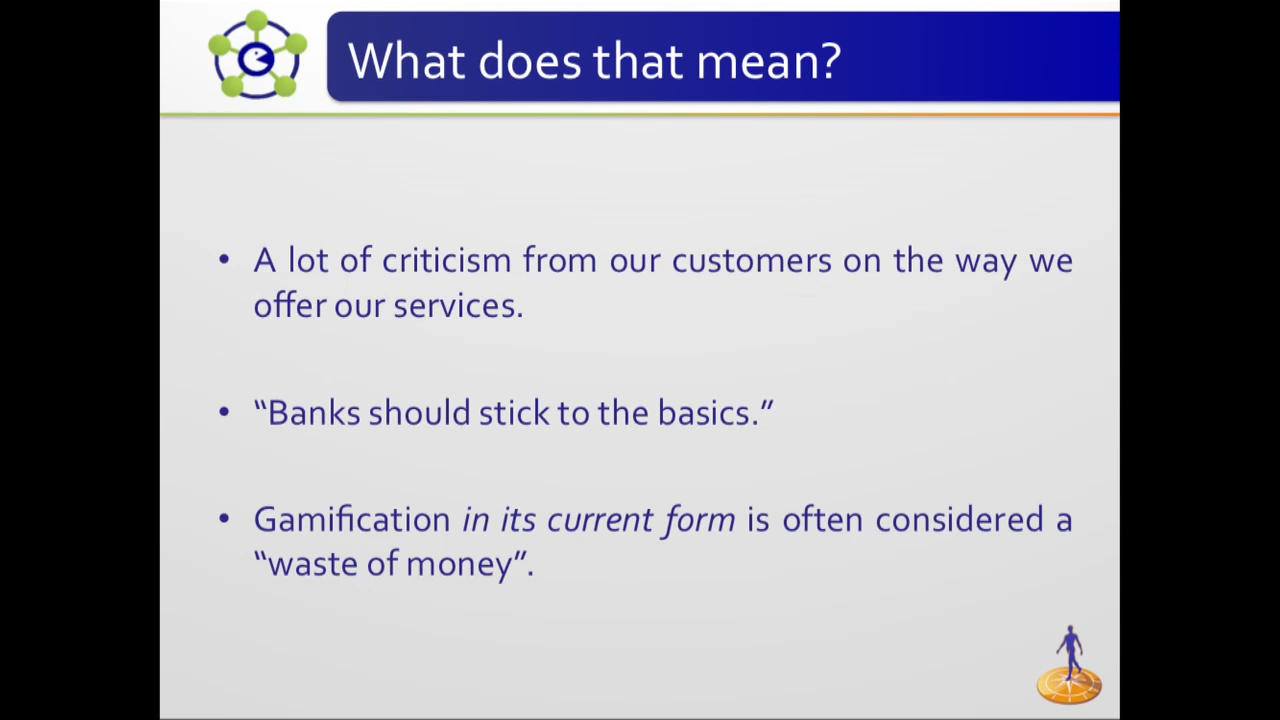 What does that mean?
• A lot of criticism from our customers on the way we
offer our services.
• “Banks should stick to the basics.”
• Gamification in its current form is often considered a
“waste of money”.